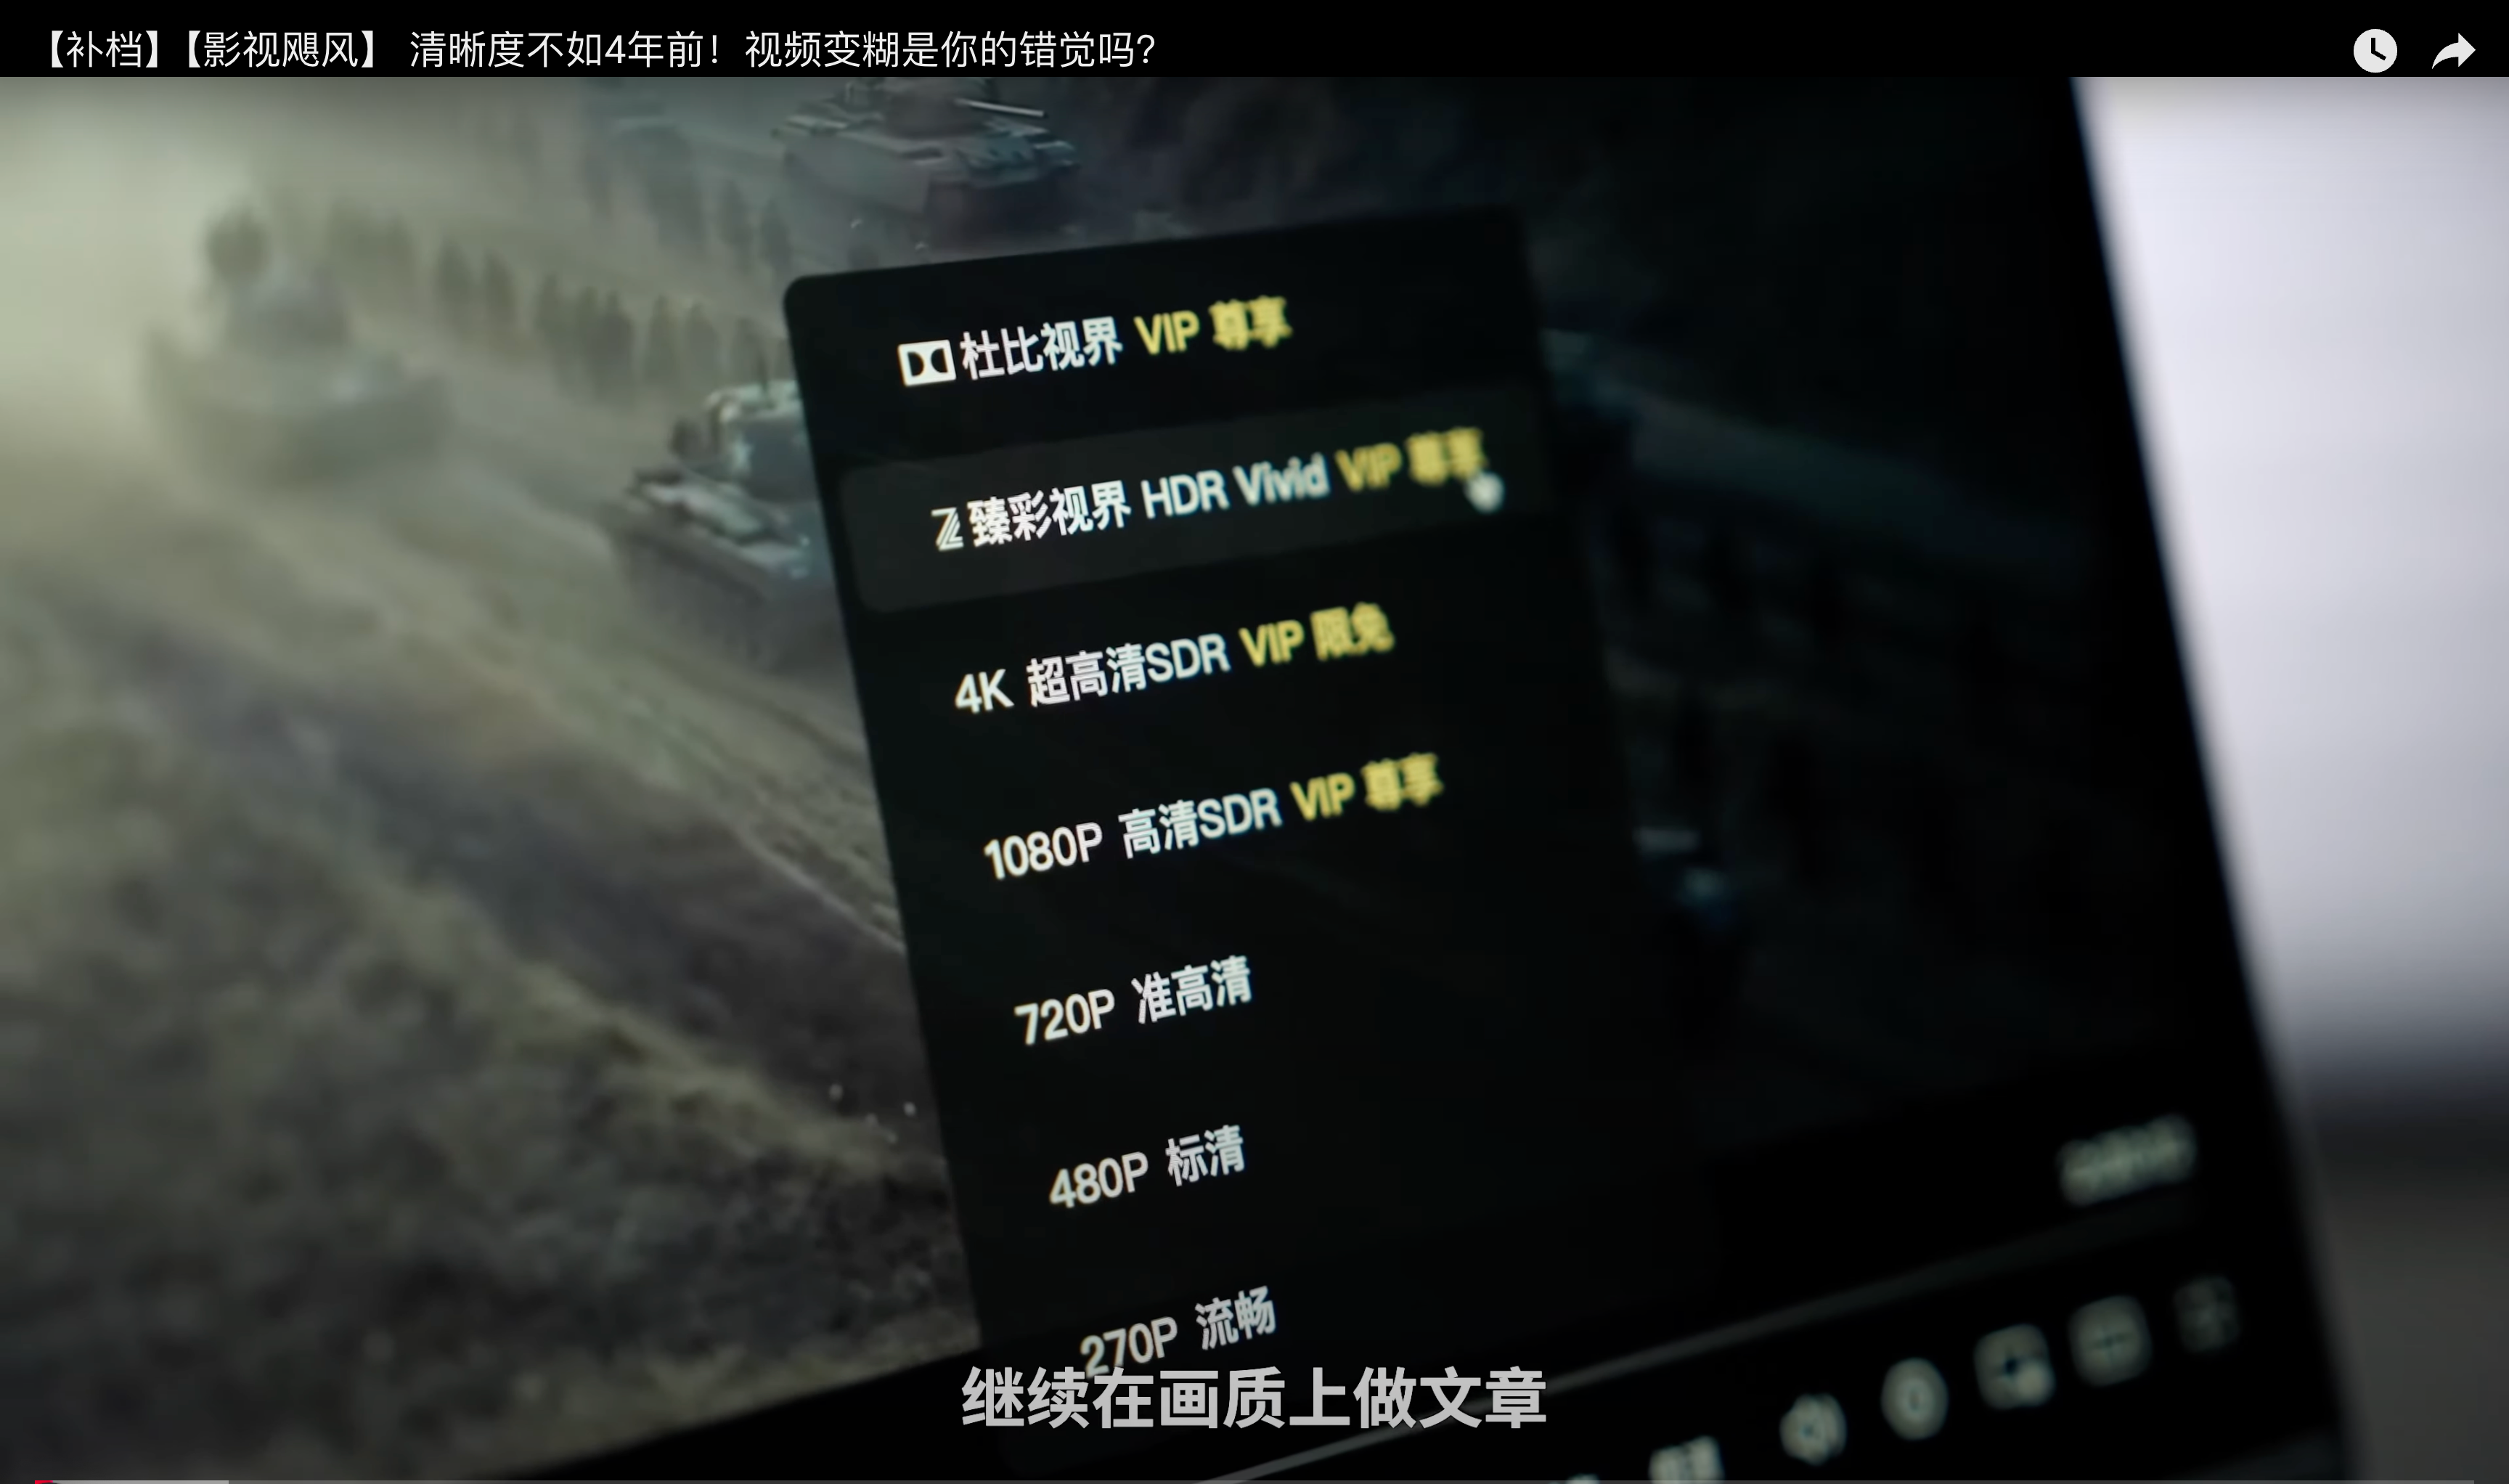 【补档】【影视飓风】 清晰度不如4年前！视频变糊是你的错觉吗？
杜比视界 VIP 尊享
臻彩视界 HDR Vivid VIP 尊享
4K 超高清SDR VIP 限免
1080P 高清SDR VIP 尊享
720P 准高清
480P 标清
270P 流畅
继续在画质上做文章